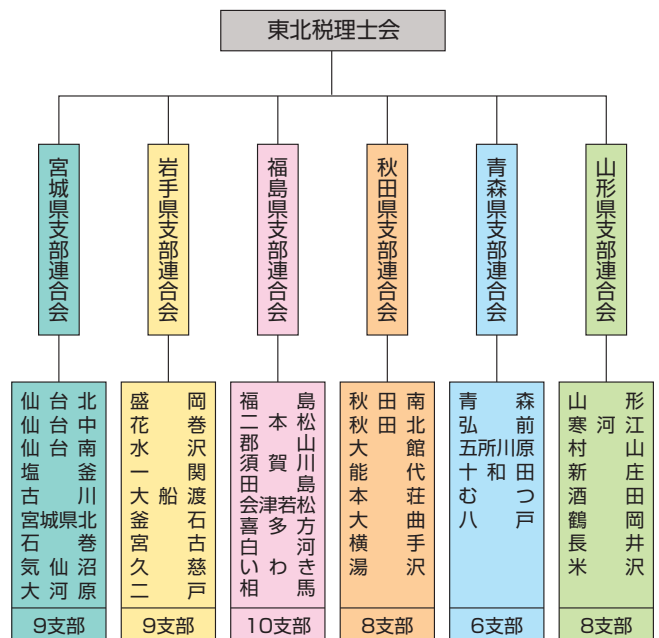 東北税理士会
宮城県支部連合会
仙台北
仙台中
仙台南
塩釜
古川
宮城県北
石巻
気仙沼
大河原
9支部
岩手県支部連合会
盛岡
花巻
水沢
一関
大船渡
釜石
宮古
久慈
二戸
9支部
福島県支部連合会
福島
二本松
郡山
須賀川
田島
会津若松
喜多方
白河
いわき
相馬
10支部
秋田県支部連合会
秋田南
秋田北
大館
能代
本荘
大曲
横手
湯沢
8支部
青森県支部連合会
青森
弘前
五所川原
十和田
むつ
八戸
6支部
山形県支部連合会
山形
寒河江
村山
新庄
酒田
鶴岡
長井
米沢
8支部